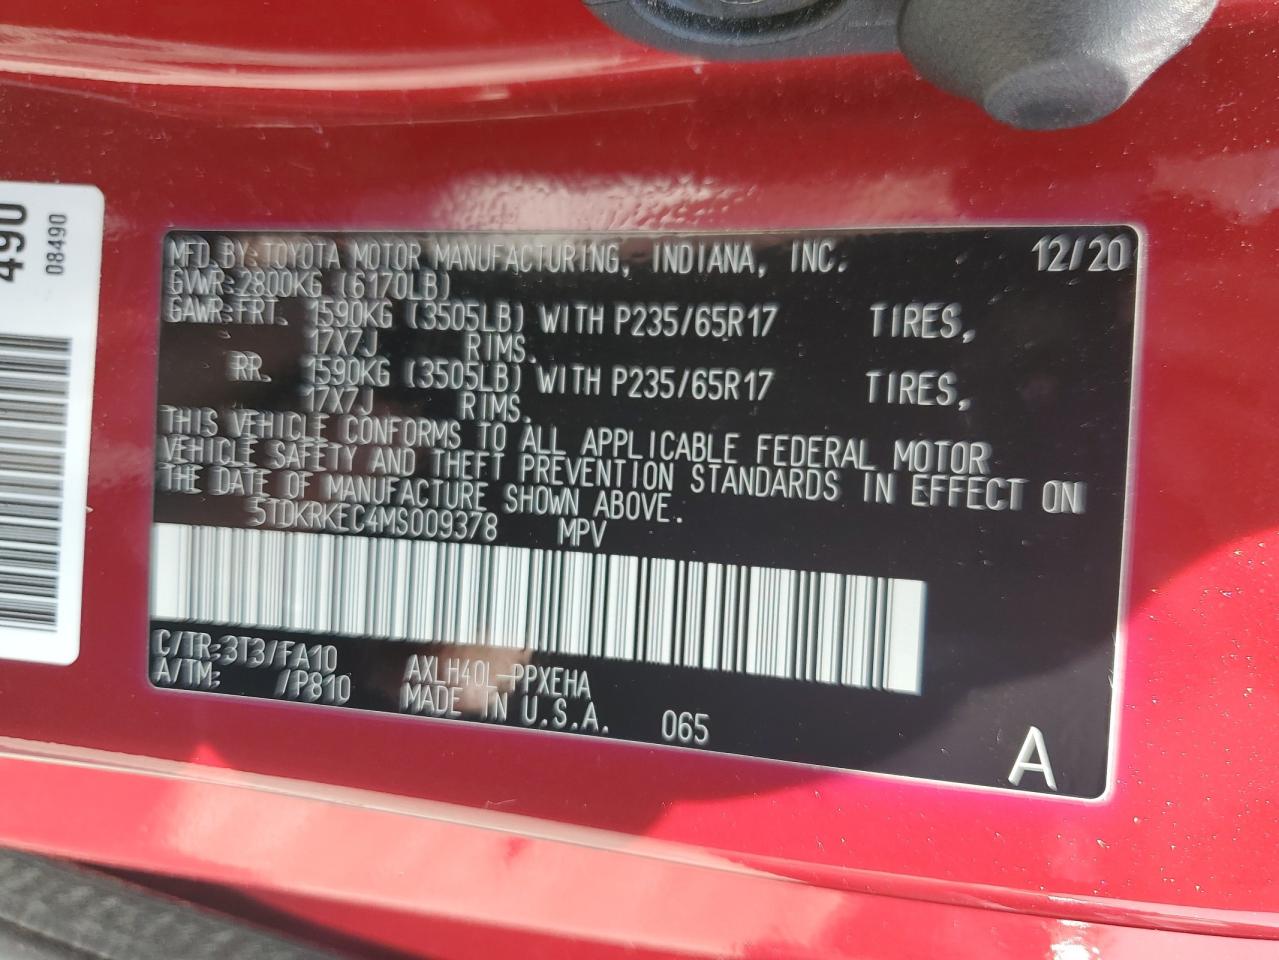 490
08490
MFD.BY:TOYOTA MOTOR MANUFACTURING, INDIANA, INC. 12/20
GVWR:2800KG (6170LB)
GAWR:FRT. 1590KG (3505LB) WITH P235/65R17 TIRES,
17X7J RIMS.
RR. 1590KG (3505LB) WITH P235/65R17 TIRES,
17X7J RIMS.
THIS VEHICLE CONFORMS TO ALL APPLICABLE FEDERAL MOTOR
VEHICLE SAFETY AND THEFT PREVENTION STANDARDS IN EFFECT ON
THE DATE OF MANUFACTURE SHOWN ABOVE.
5TDKRKEC4MS009378 MPV
C/TR:3T3/FA10 AXLH40L-PPXEHA
A/TM: /P810 MADE IN U.S.A. 065
A